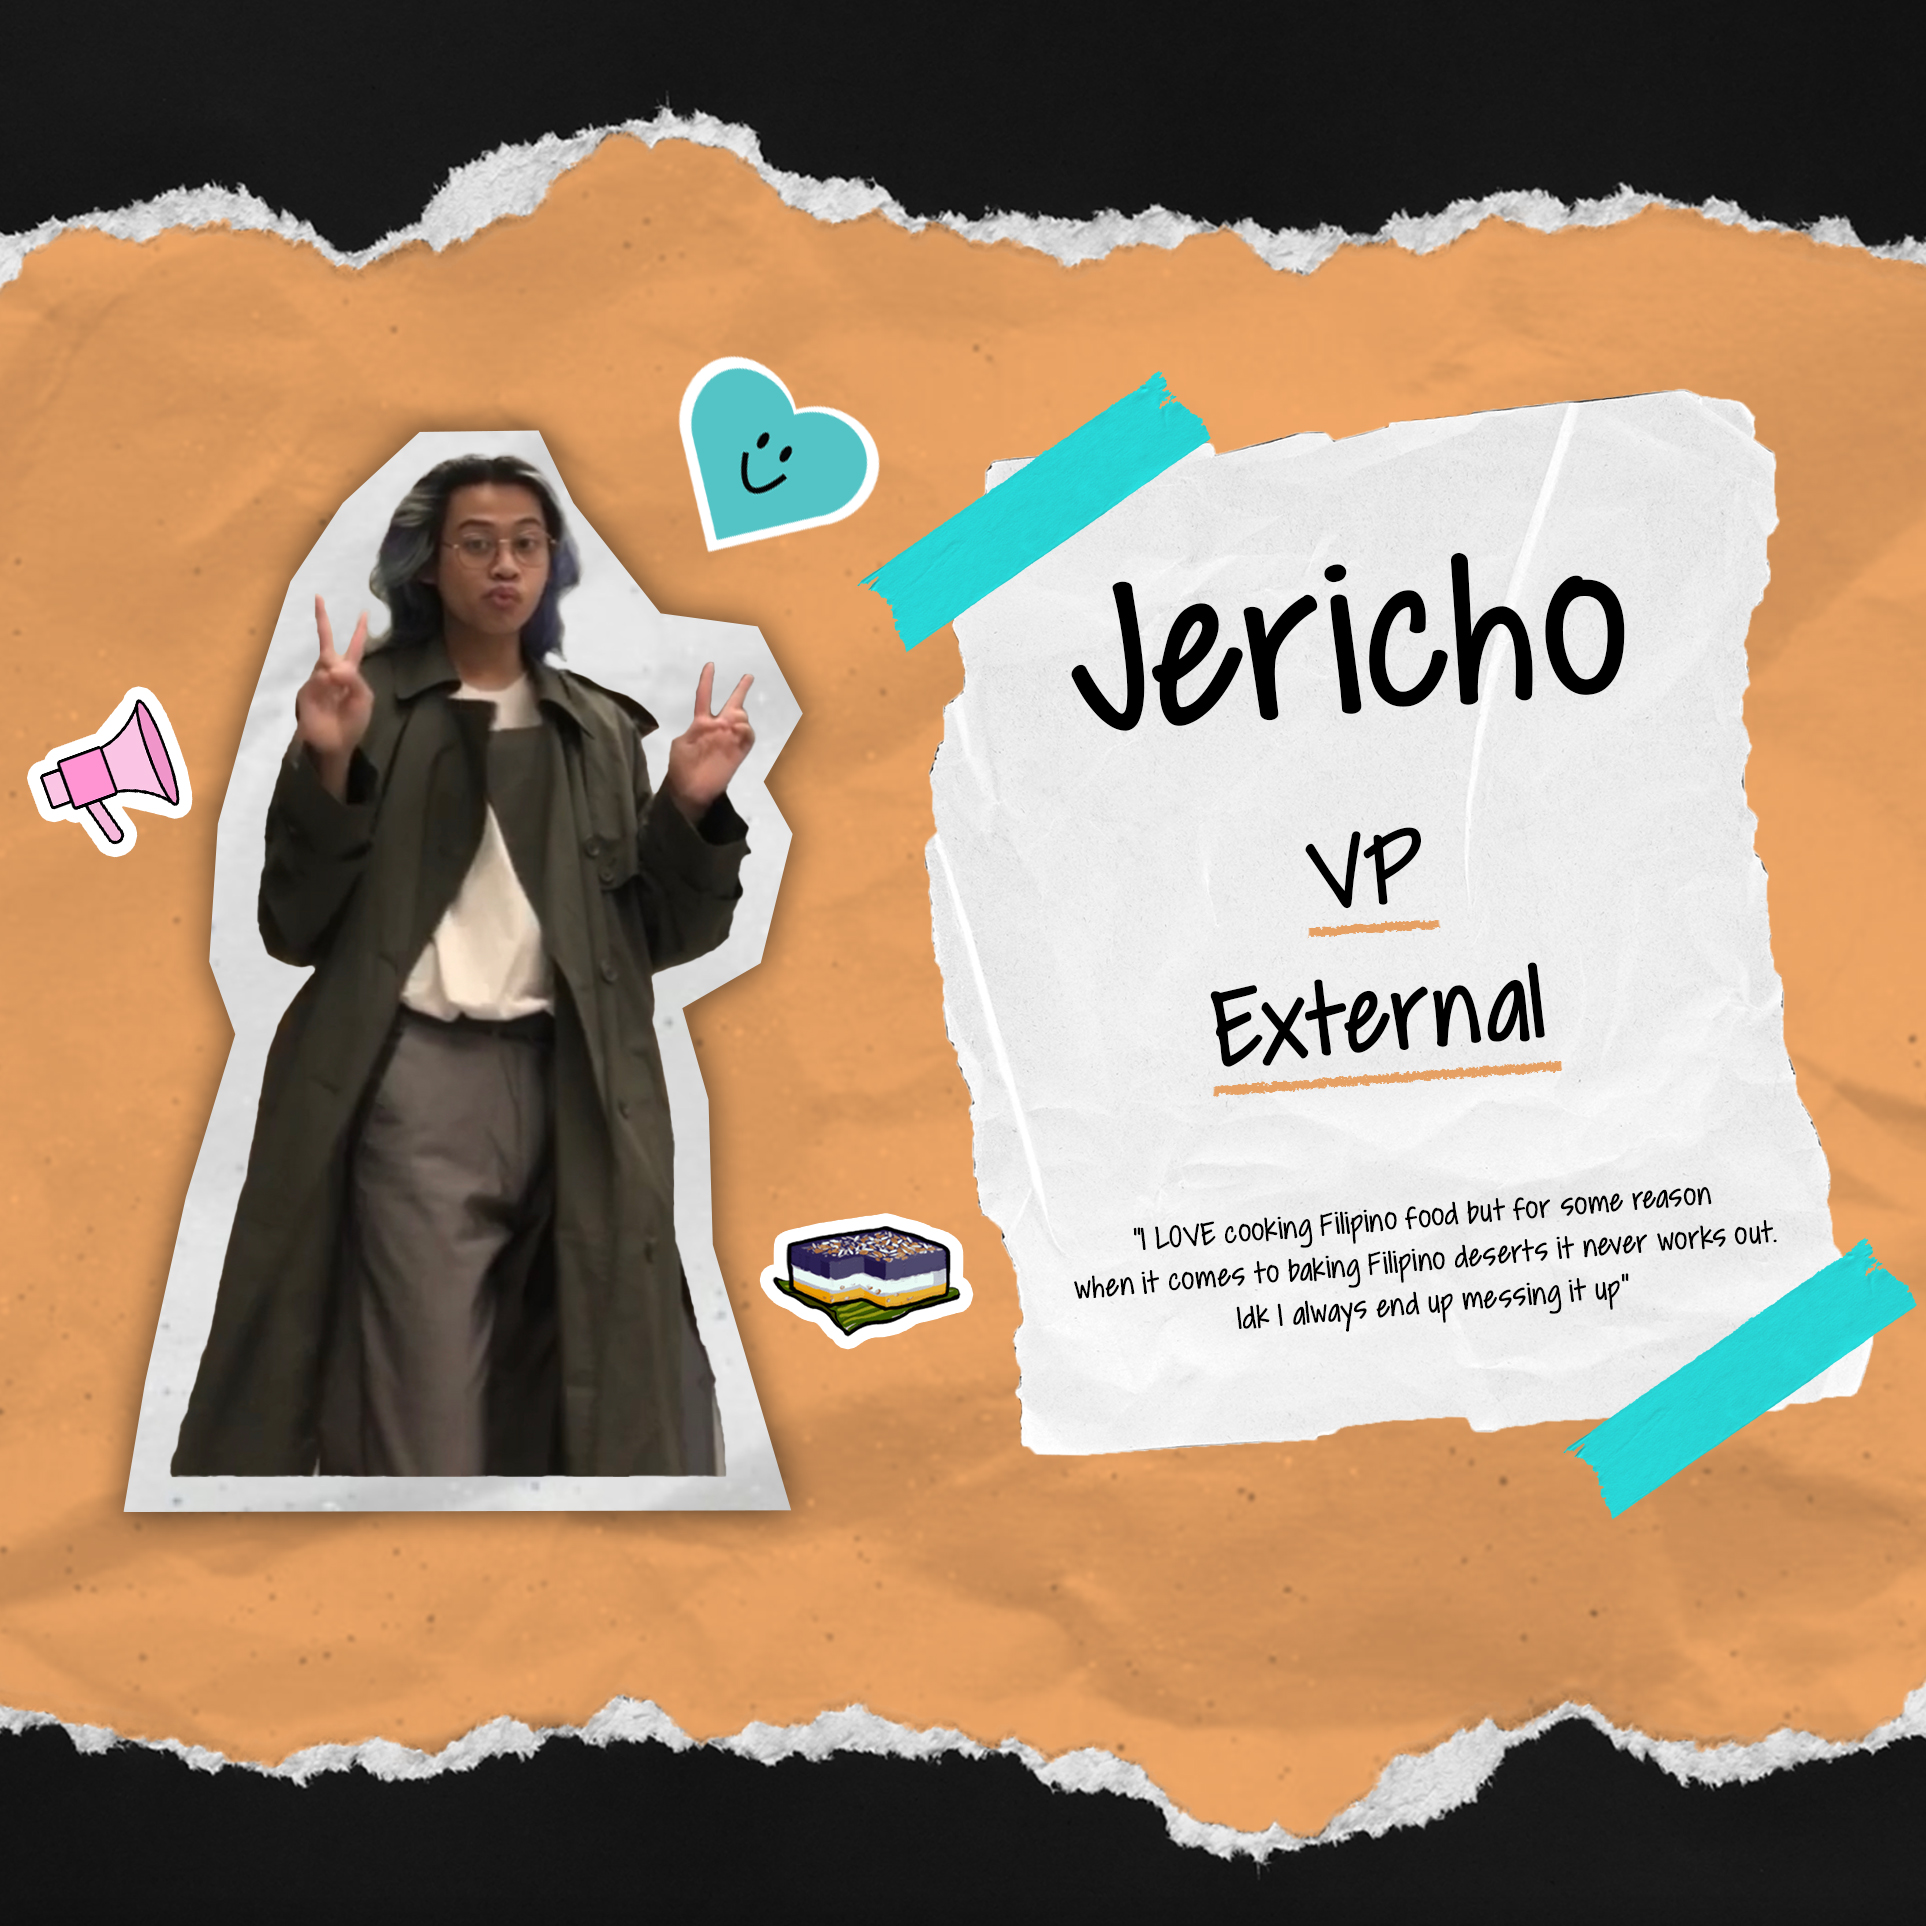 Jericho
VP
External
"I LOVE cooking Filipino food but for some reason
when it comes to baking Filipino deserts it never works out.
Idk I always end up messing it up"